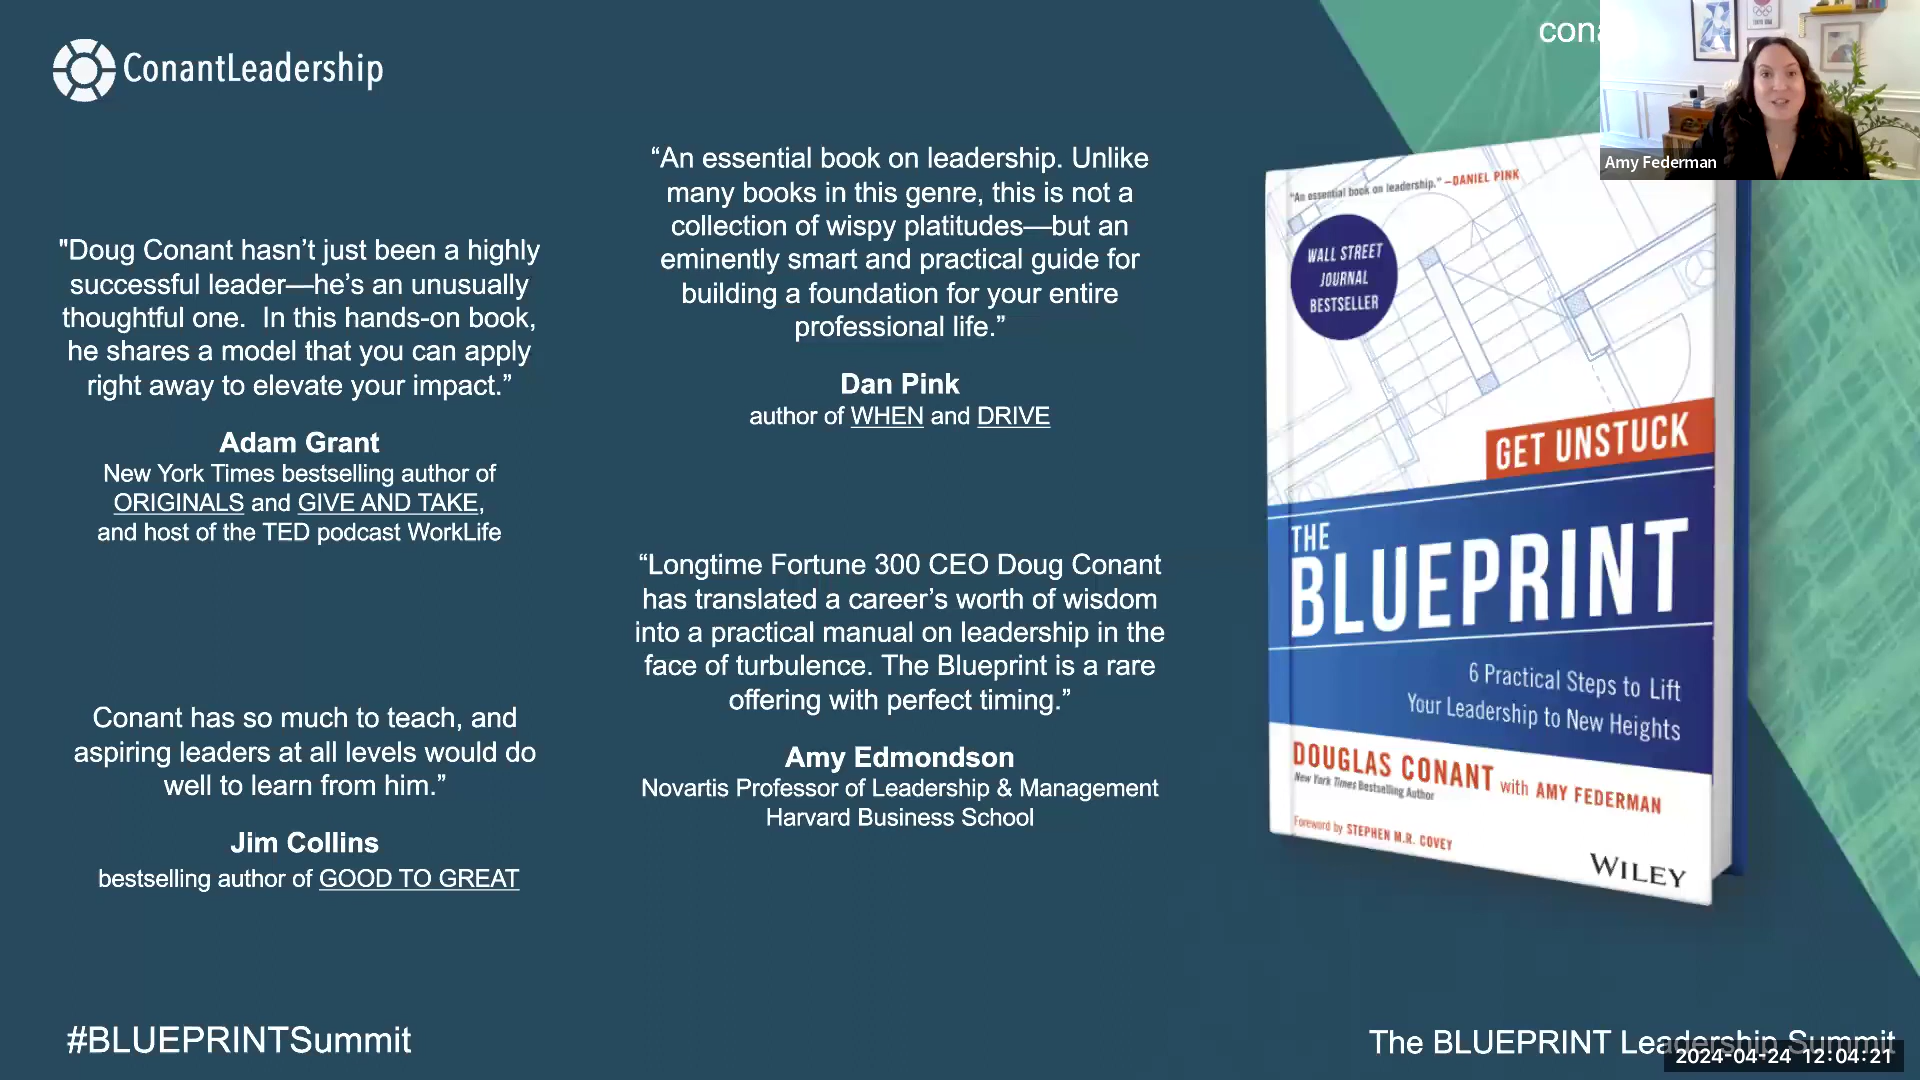 ConantLeadership
"Doug Conant hasn’t just been a highly
successful leader—he’s an unusually
thoughtful one.  In this hands-on book,
he shares a model that you can apply
right away to elevate your impact.”
Adam Grant
New York Times bestselling author of
ORIGINALS and GIVE AND TAKE,
and host of the TED podcast WorkLife
Conant has so much to teach, and
aspiring leaders at all levels would do
well to learn from him.”
Jim Collins
bestselling author of GOOD TO GREAT
“An essential book on leadership. Unlike
many books in this genre, this is not a
collection of wispy platitudes—but an
eminently smart and practical guide for
building a foundation for your entire
professional life.”
Dan Pink
author of WHEN and DRIVE
“Longtime Fortune 300 CEO Doug Conant
has translated a career’s worth of wisdom
into a practical manual on leadership in the
face of turbulence. The Blueprint is a rare
offering with perfect timing.”
Amy Edmondson
Novartis Professor of Leadership & Management
Harvard Business School
Amy Federman
“An essential book on leadership.” —DANIEL PINK
WALL STREET
JOURNAL
BESTSELLER
GET UNSTUCK
THE
BLUEPRINT
6 Practical Steps to Lift
Your Leadership to New Heights
DOUGLAS CONANT with AMY FEDERMAN
New York Times Bestselling Author
Foreword by STEPHEN M.R. COVEY
WILEY
#BLUEPRINTSummit
The BLUEPRINT Leadership Summit
2024-04-24 12:04:21